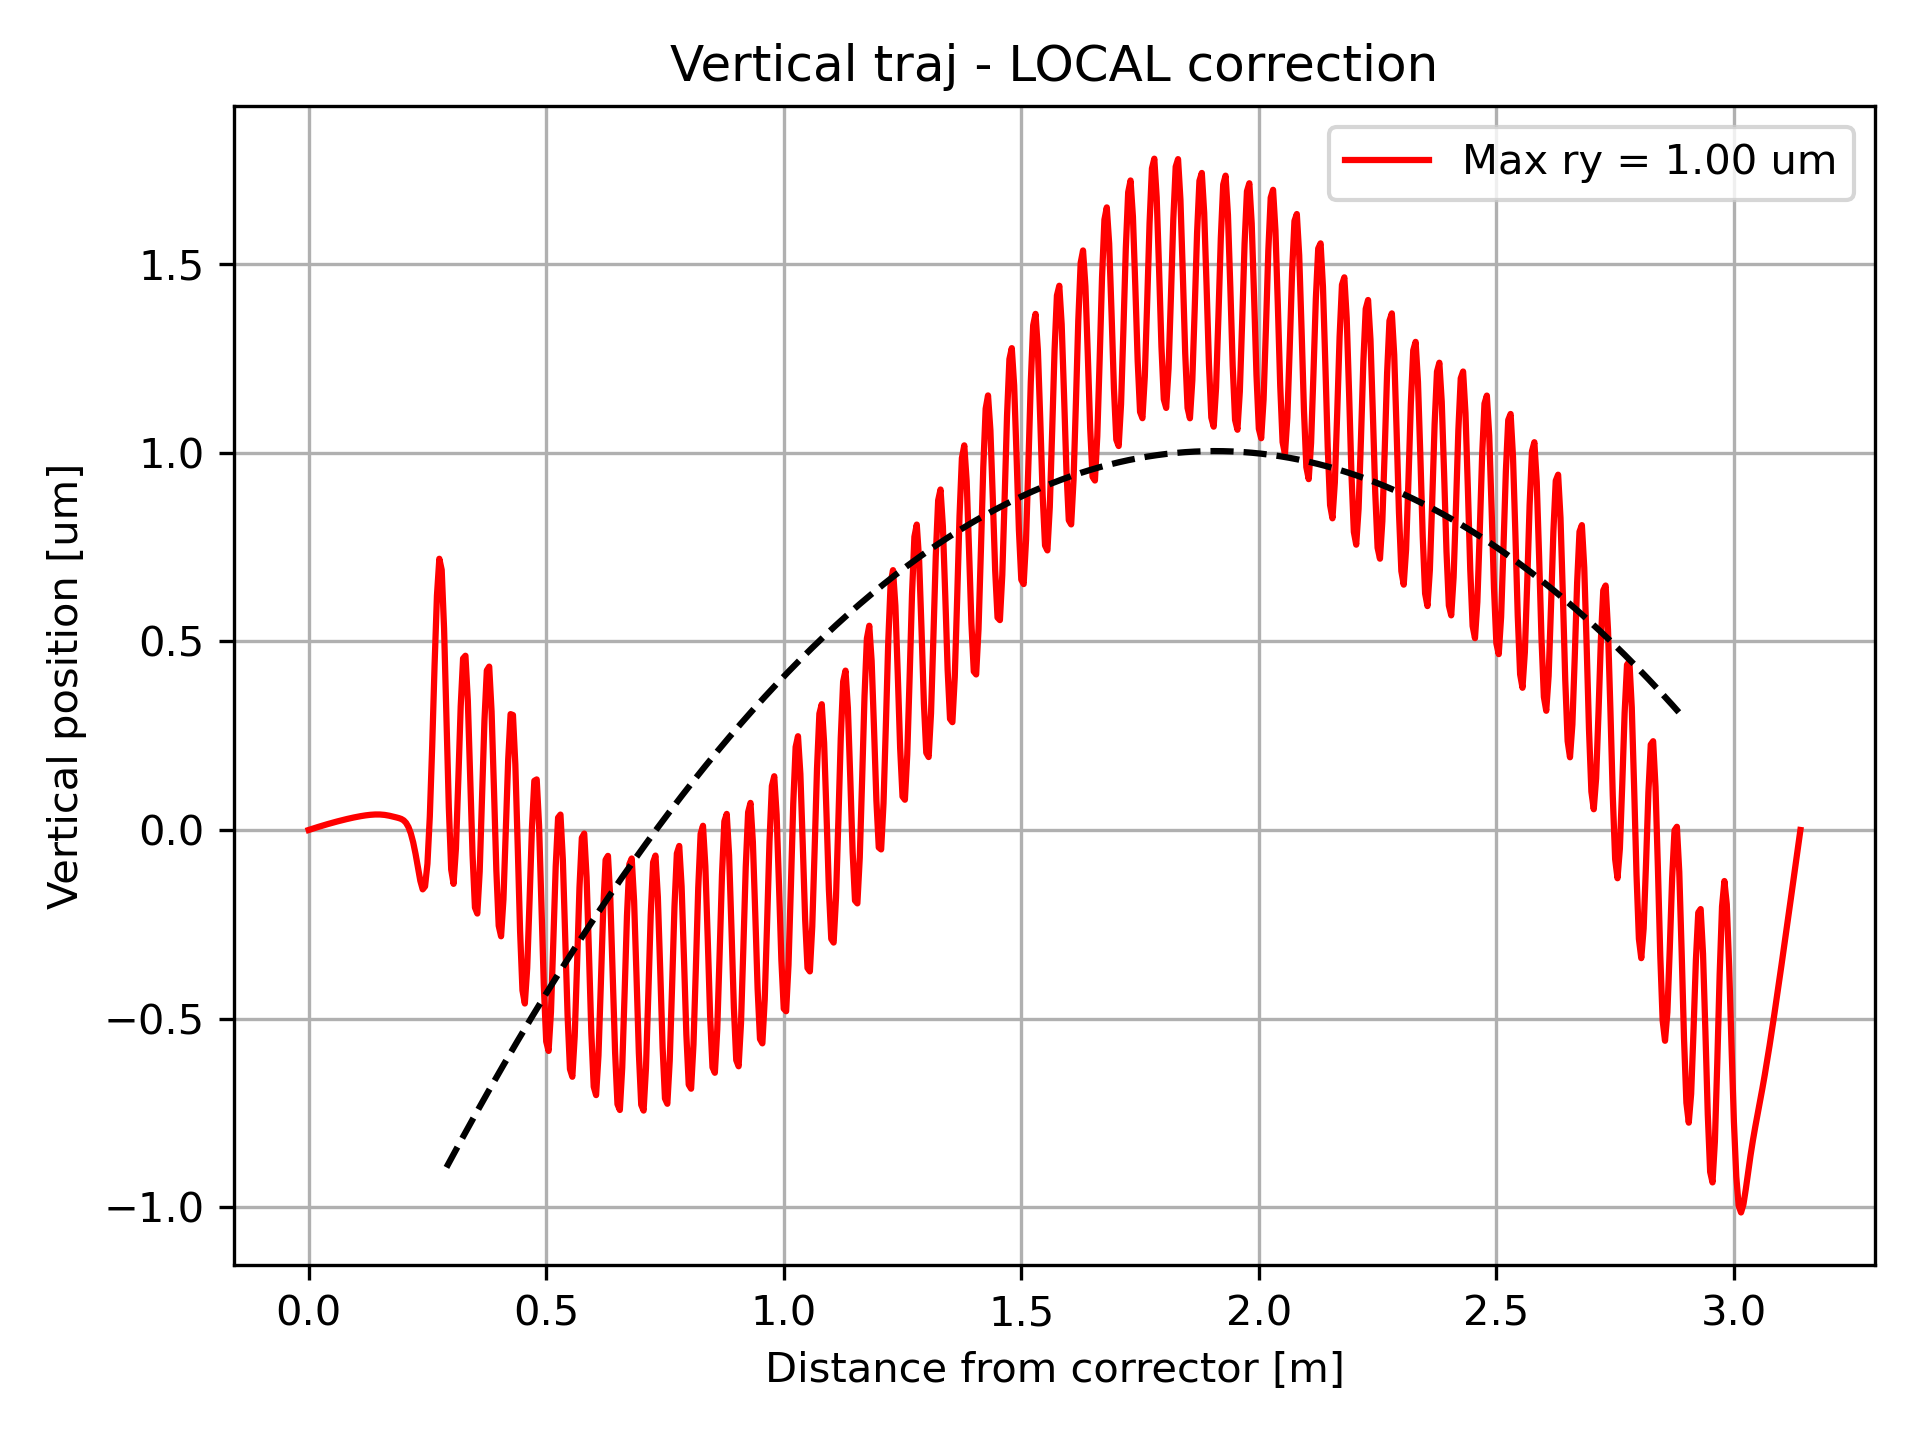 Vertical traj - LOCAL correction
Max ry = 1.00 um
Vertical position [um]
1.5
1.0
0.5
0.0
−0.5
−1.0
0.0 0.5 1.0 1.5 2.0 2.5 3.0
Distance from corrector [m]